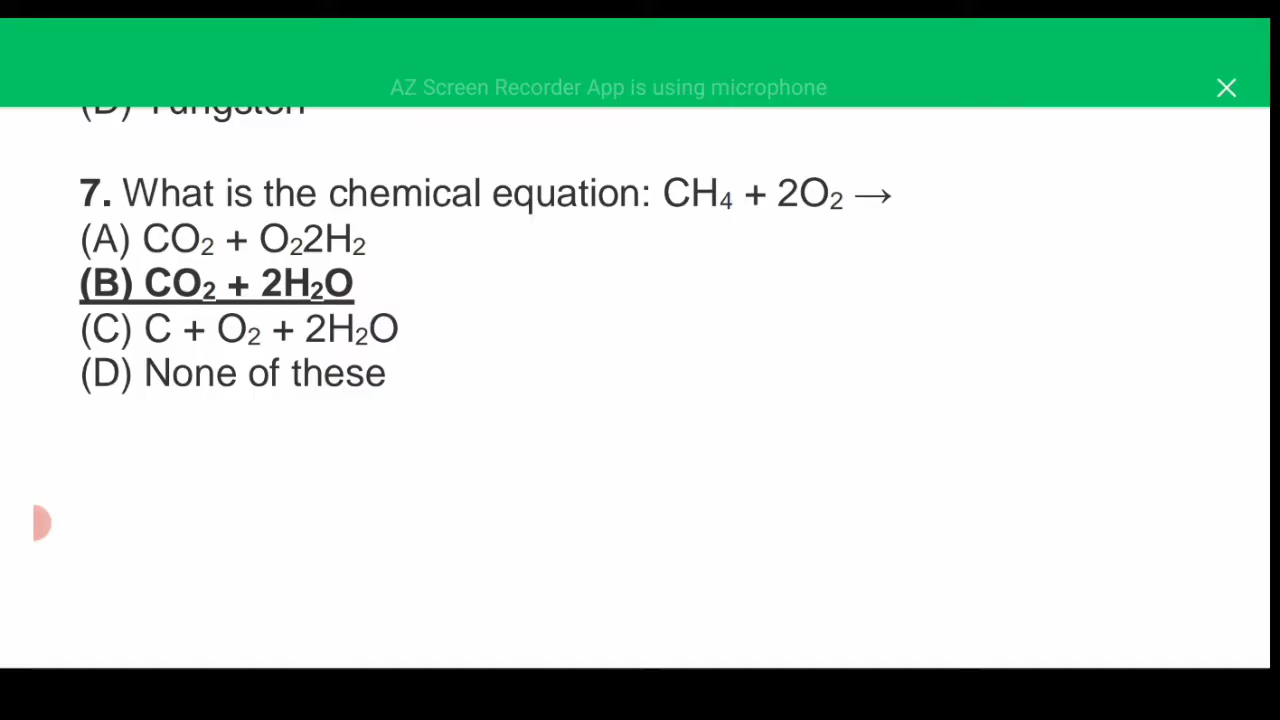 AZ Screen Recorder App is using microphone
(D) Tungsten
7. What is the chemical equation: CH₄ + 2O₂ →
(A) CO₂ + O₂2H₂
(B) CO₂ + 2H₂O
(C) C + O₂ + 2H₂O
(D) None of these